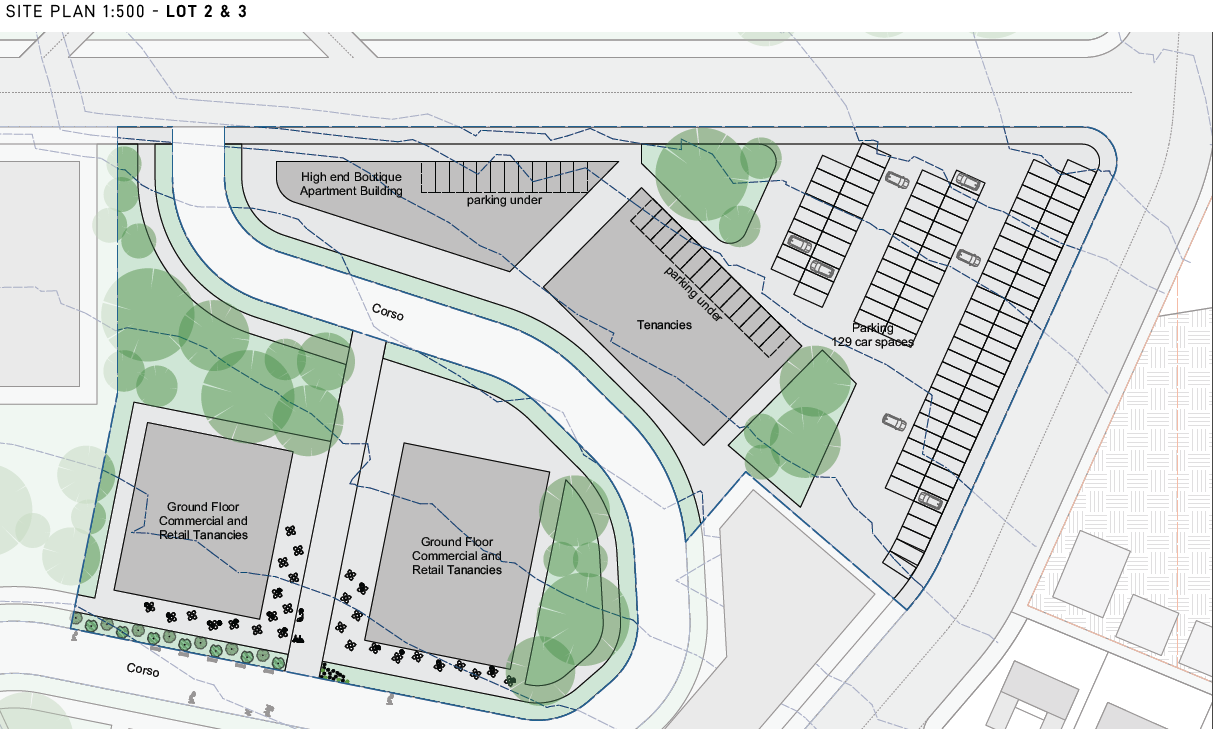 SITE PLAN 1:500 - LOT 2 & 3
High end Boutique
Apartment Building
parking under
parking under
Corso
Tenancies
Parking
129 car spaces
Ground Floor
Commercial and
Retail Tanancies
Ground Floor
Commercial and
Retail Tanancies
Corso